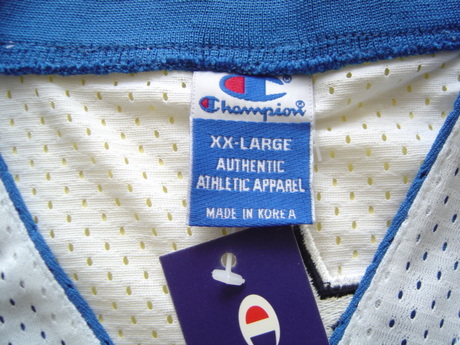 Champion
XX-LARGE
AUTHENTIC
ATHLETIC APPAREL
MADE IN KOREA